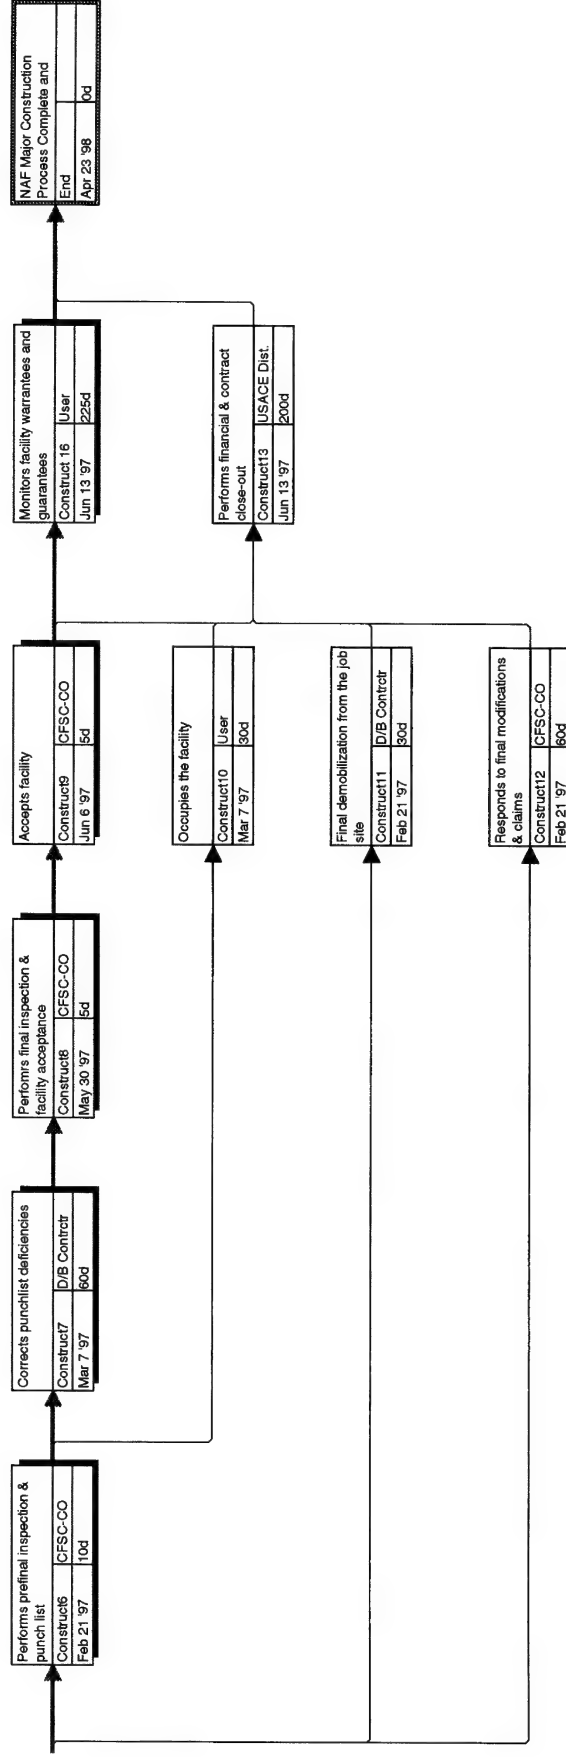 Performs prefinal inspection &
punch list
Construct6 CFSC-CO
Feb 21 '97 10d
Corrects punchlist deficiencies
Construct7 D/B Contrctr
Mar 7 '97 60d
Perfomrs final inspection &
facility acceptance
Construct8 CFSC-CO
May 30 '97 5d
Accepts facility
Construct9 CFSC-CO
Jun 6 '97 5d
Monitors facility warrantees and
guarantees
Construct 16 User
Jun 13 '97 225d
NAF Major Construction
Process Complete and
End
Apr 23 '98 0d
Occupies the facility
Construct10 User
Mar 7 '97 30d
Performs financial & contract
close-out
Construct13 USACE Dist.
Jun 13 '97 200d
Final demobilization from the job
site
Construct11 D/B Contrctr
Feb 21 '97 30d
Responds to final modifications
& claims
Construct12 CFSC-CO
Feb 21 '97 60d